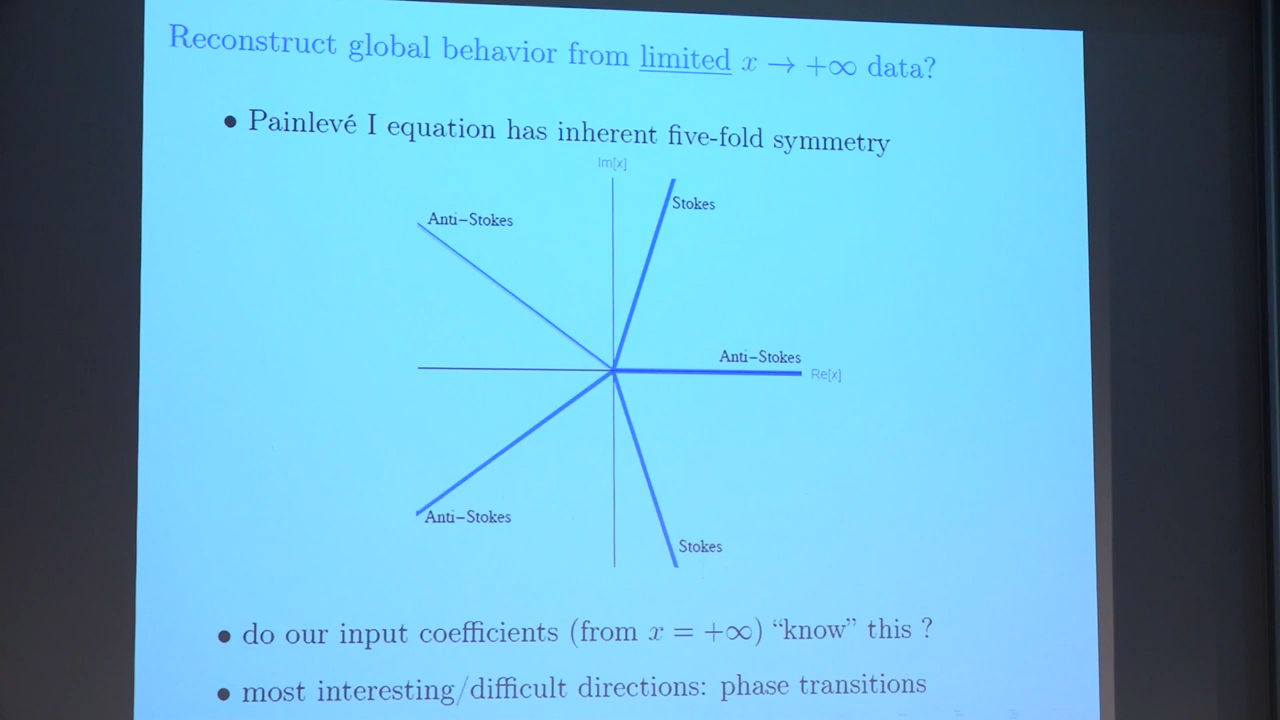 Reconstruct global behavior from limited x → +∞ data?
• Painlevé I equation has inherent five-fold symmetry
Im[x]
Stokes
Anti−Stokes
Anti−Stokes
Re[x]
Anti−Stokes
Stokes
• do our input coefficients (from x = +∞) “know” this ?
• most interesting/difficult directions: phase transitions